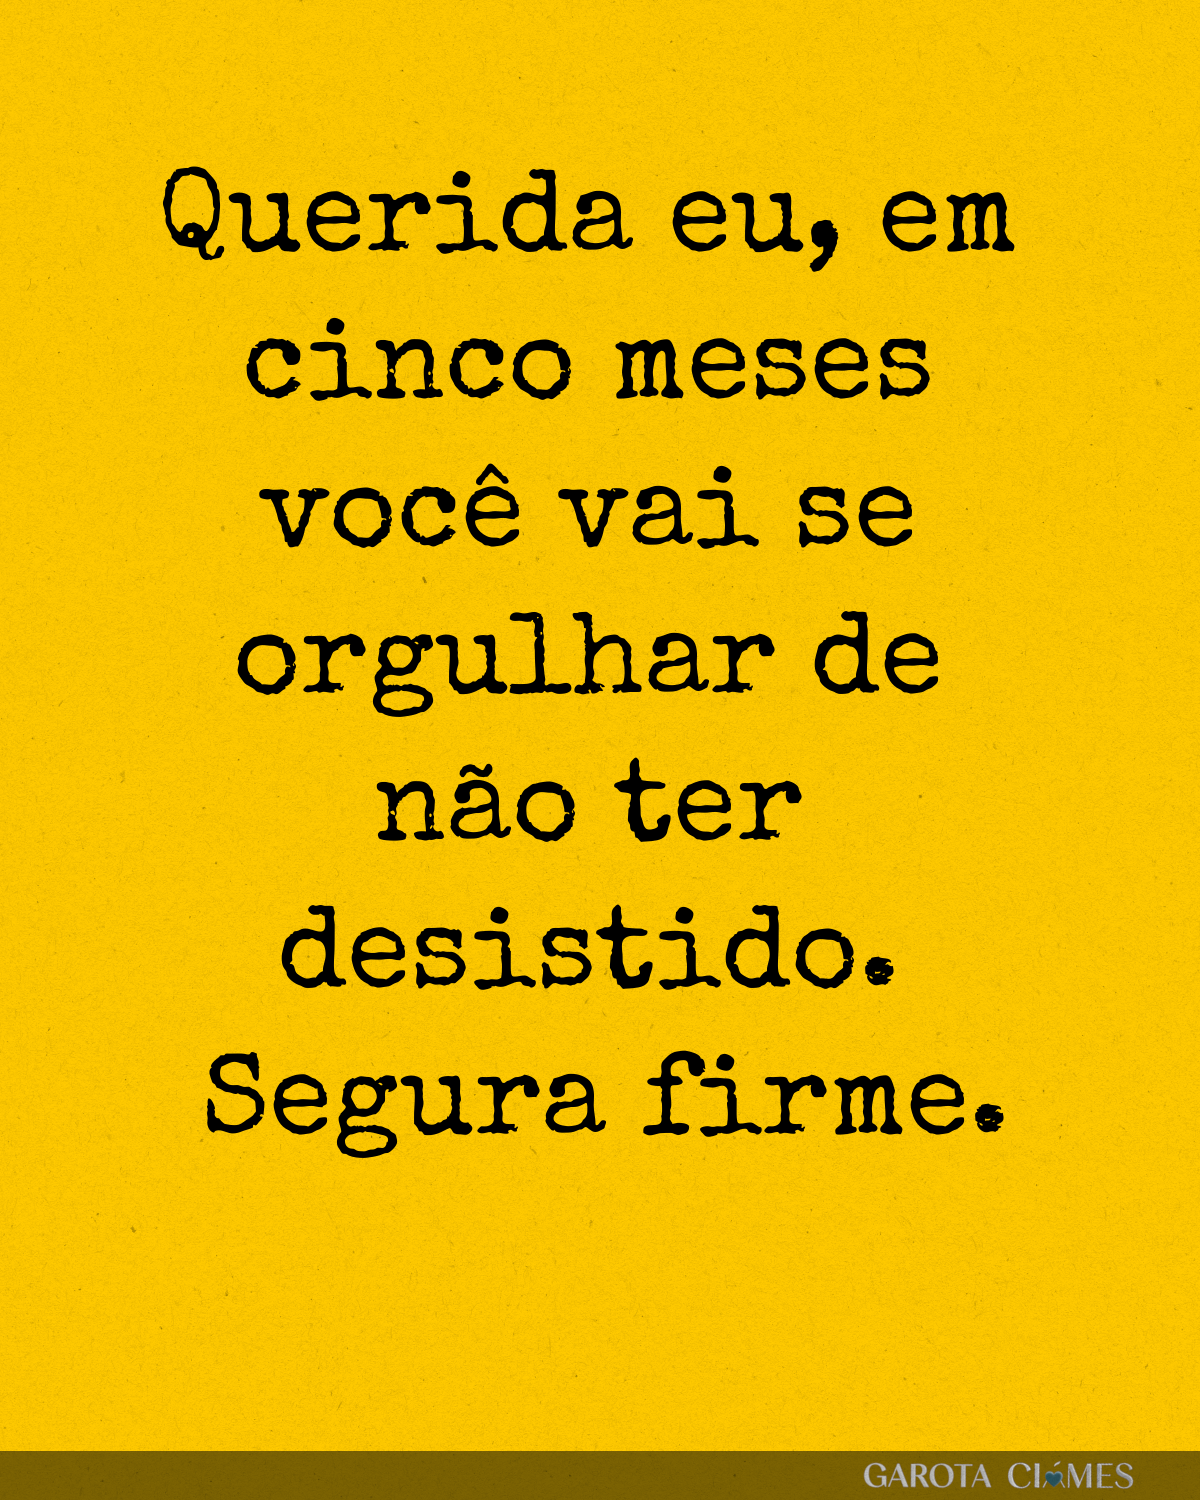 Querida eu, em
cinco meses
você vai se
orgulhar de
não ter
desistido.
Segura firme.
GAROTA CIÚMES